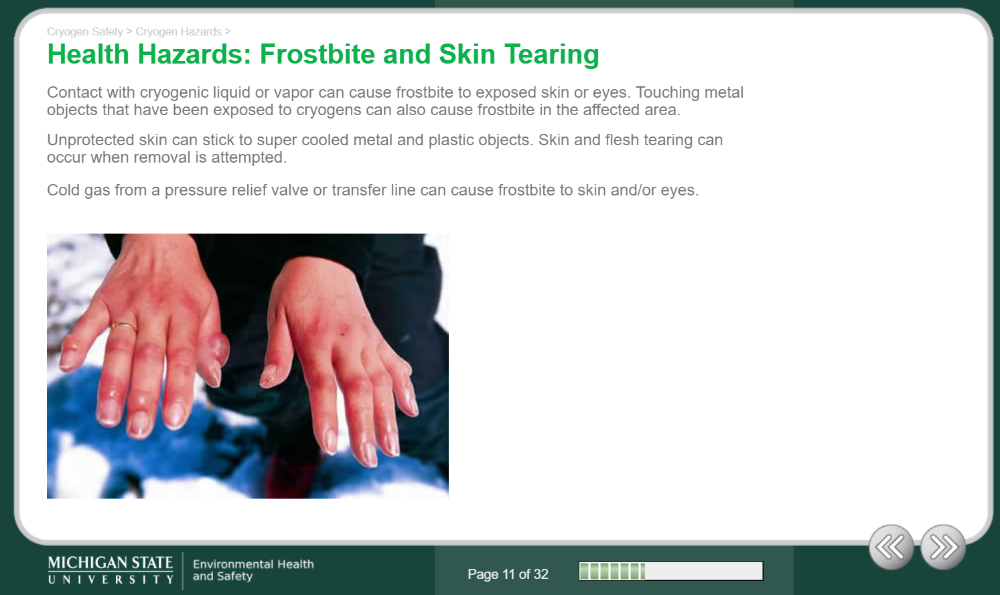 Cryogen Safety > Cryogen Hazards >
Health Hazards: Frostbite and Skin Tearing
Contact with cryogenic liquid or vapor can cause frostbite to exposed skin or eyes. Touching metal
objects that have been exposed to cryogens can also cause frostbite in the affected area.
Unprotected skin can stick to super cooled metal and plastic objects. Skin and flesh tearing can
occur when removal is attempted.
Cold gas from a pressure relief valve or transfer line can cause frostbite to skin and/or eyes.
MICHIGAN STATE
UNIVERSITY
Environmental Health
and Safety
Page 11 of 32